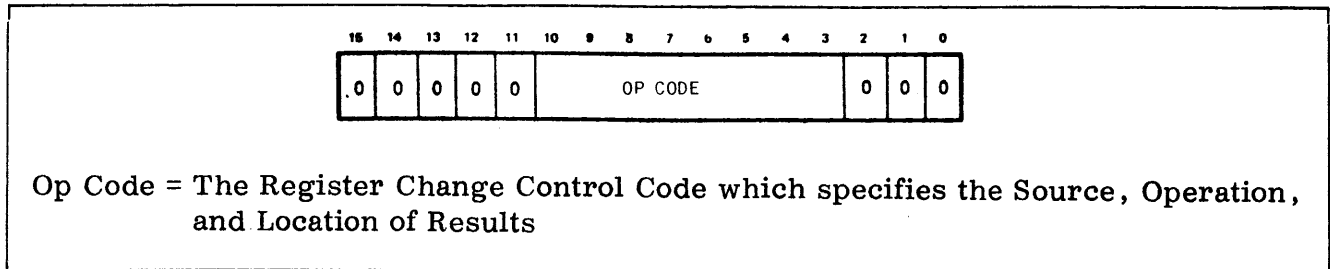 15 14 13 12 11 10 9 8 7 6 5 4 3 2 1 0
.0 0 0 0 0 OP CODE 0 0 0
Op Code = The Register Change Control Code which specifies the Source, Operation,
and Location of Results